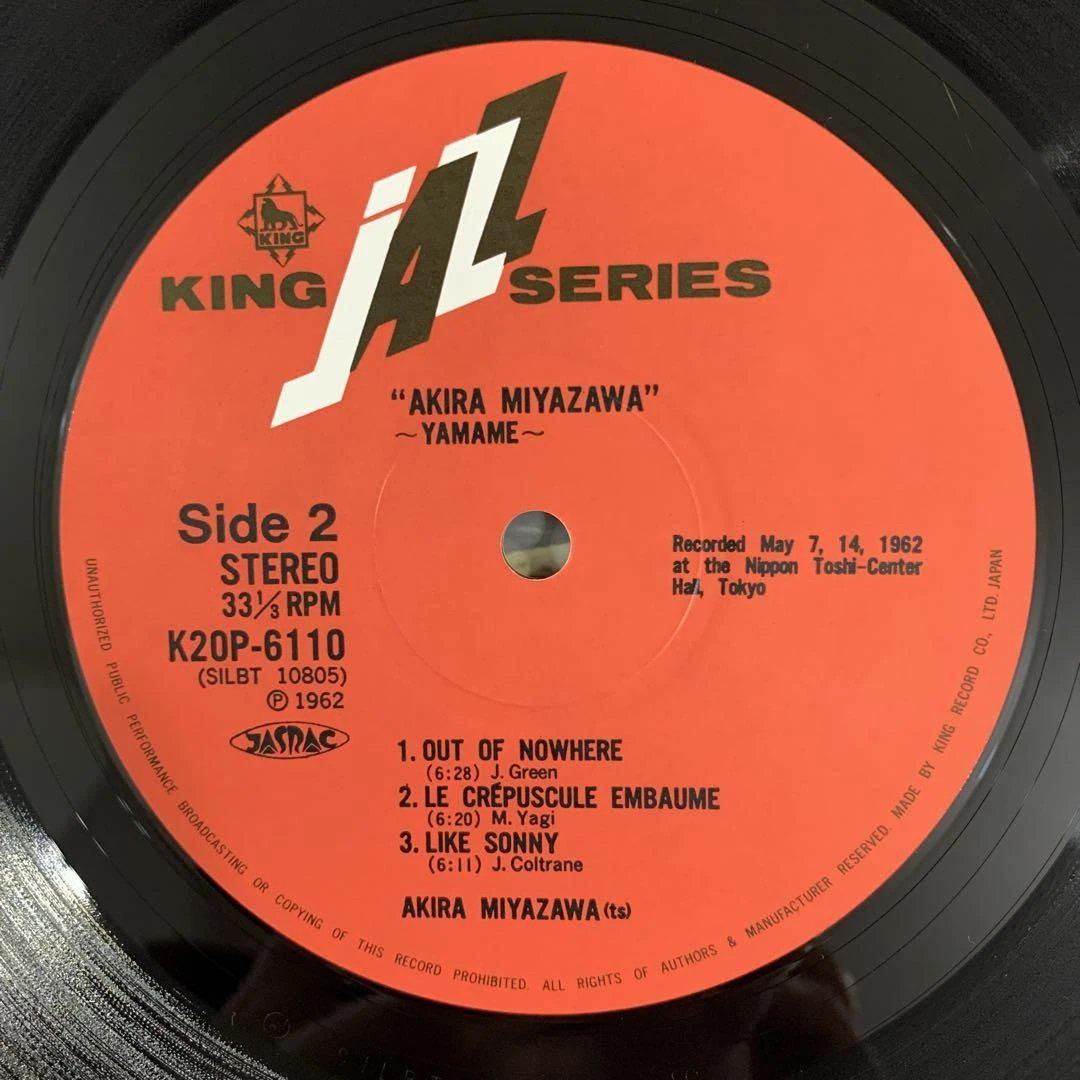 KING
KING jAZZ SERIES
“AKIRA MIYAZAWA”
~YAMAME~
Side 2
STEREO
33⅓ RPM
K20P-6110
(SILBT 10805)
℗ 1962
JASRAC
Recorded May 7, 14, 1962
at the Nippon Toshi-Center
Hall, Tokyo
1. OUT OF NOWHERE
(6:28) J. Green
2. LE CRÉPUSCULE EMBAUME
(6:20) M. Yagi
3. LIKE SONNY
(6:11) J. Coltrane
AKIRA MIYAZAWA (ts)
UNAUTHORIZED PUBLIC PERFORMANCE BROADCASTING OR COPYING OF THIS RECORD PROHIBITED. ALL RIGHTS OF AUTHORS & MANUFACTURER RESERVED. MADE BY KING RECORD CO., LTD. JAPAN